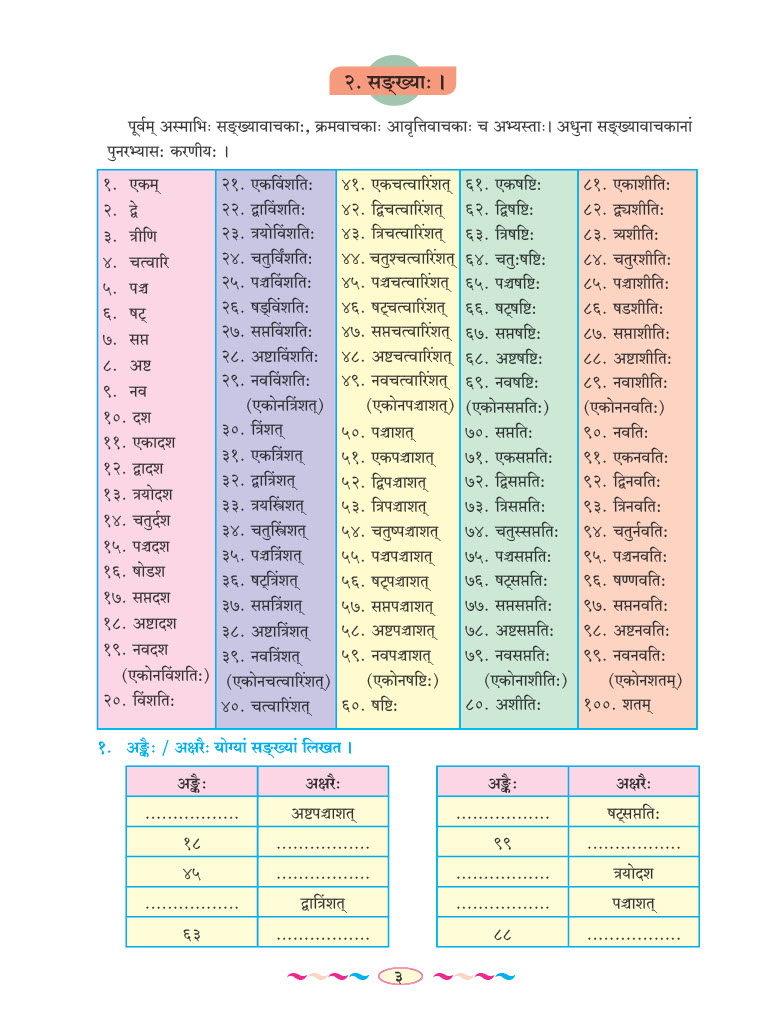 २. सङ्ख्याः ।
पूर्वम् अस्माभिः सङ्ख्यावाचकाः, क्रमवाचकाः आवृत्तिवाचकाः च अभ्यस्ताः। अधुना सङ्ख्यावाचकानां
पुनरभ्यासः करणीयः ।
१. एकम्
२. द्वे
३. त्रीणि
४. चत्वारि
५. पञ्च
६. षट्
७. सप्त
८. अष्ट
९. नव
१०. दश
११. एकादश
१२. द्वादश
१३. त्रयोदश
१४. चतुर्दश
१५. पञ्चदश
१६. षोडश
१७. सप्तदश
१८. अष्टादश
१९. नवदश
(एकोनविंशतिः)
२०. विंशतिः
२१. एकविंशतिः
२२. द्वाविंशतिः
२३. त्रयोविंशतिः
२४. चतुर्विंशतिः
२५. पञ्चविंशतिः
२६. षड्विंशतिः
२७. सप्तविंशतिः
२८. अष्टाविंशतिः
२९. नवविंशतिः
(एकोनत्रिंशत्)
३०. त्रिंशत्
३१. एकत्रिंशत्
३२. द्वात्रिंशत्
३३. त्रयस्त्रिंशत्
३४. चतुस्त्रिंशत्
३५. पञ्चत्रिंशत्
३६. षट्त्रिंशत्
३७. सप्तत्रिंशत्
३८. अष्टात्रिंशत्
३९. नवत्रिंशत्
(एकोनचत्वारिंशत्)
४०. चत्वारिंशत्
४१. एकचत्वारिंशत्
४२. द्विचत्वारिंशत्
४३. त्रिचत्वारिंशत्
४४. चतुश्चत्वारिंशत्
४५. पञ्चचत्वारिंशत्
४६. षट्चत्वारिंशत्
४७. सप्तचत्वारिंशत्
४८. अष्टचत्वारिंशत्
४९. नवचत्वारिंशत्
(एकोनपञ्चाशत्)
५०. पञ्चाशत्
५१. एकपञ्चाशत्
५२. द्विपञ्चाशत्
५३. त्रिपञ्चाशत्
५४. चतुष्पञ्चाशत्
५५. पञ्चपञ्चाशत्
५६. षट्पञ्चाशत्
५७. सप्तपञ्चाशत्
५८. अष्टपञ्चाशत्
५९. नवपञ्चाशत्
(एकोनषष्टिः)
६०. षष्टिः
६१. एकषष्टिः
६२. द्विषष्टिः
६३. त्रिषष्टिः
६४. चतुःषष्टिः
६५. पञ्चषष्टिः
६६. षट्षष्टिः
६७. सप्तषष्टिः
६८. अष्टषष्टिः
६९. नवषष्टिः
(एकोनसप्ततिः)
७०. सप्ततिः
७१. एकसप्ततिः
७२. द्विसप्ततिः
७३. त्रिसप्ततिः
७४. चतुस्सप्ततिः
७५. पञ्चसप्ततिः
७६. षट्सप्ततिः
७७. सप्तसप्ततिः
७८. अष्टसप्ततिः
७९. नवसप्ततिः
(एकोनाशीतिः)
८०. अशीतिः
८१. एकाशीतिः
८२. द्व्यशीतिः
८३. त्र्यशीतिः
८४. चतुरशीतिः
८५. पञ्चाशीतिः
८६. षडशीतिः
८७. सप्ताशीतिः
८८. अष्टाशीतिः
८९. नवाशीतिः
(एकोननवतिः)
९०. नवतिः
९१. एकनवतिः
९२. द्विनवतिः
९३. त्रिनवतिः
९४. चतुर्नवतिः
९५. पञ्चनवतिः
९६. षण्णवतिः
९७. सप्तनवतिः
९८. अष्टनवतिः
९९. नवनवतिः
(एकोनशतम्)
१००. शतम्
१. अङ्कैः / अक्षरैः योग्यां सङ्ख्यां लिखत ।
अङ्कैः अक्षरैः
................. अष्टपञ्चाशत्
१८ .................
४५ .................
................. द्वात्रिंशत्
६३ .................
अङ्कैः अक्षरैः
................. षट्सप्ततिः
९९ .................
................. त्रयोदश
................. पञ्चाशत्
८८ .................
३